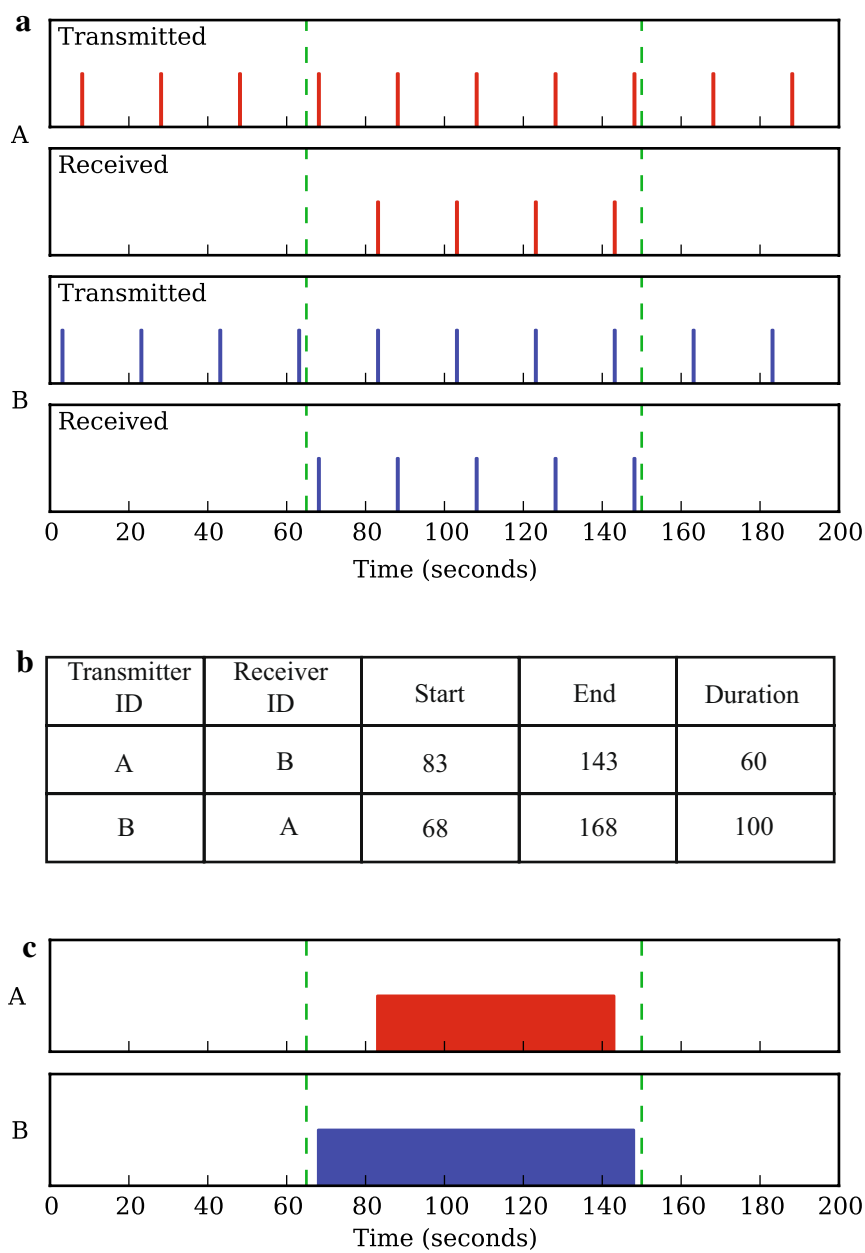 a
Transmitted
A
Received
Transmitted
B
Received
0 20 40 60 80 100 120 140 160 180 200
Time (seconds)
b
Transmitter ID Receiver ID Start End Duration
A B 83 143 60
B A 68 168 100
c
A
B
0 20 40 60 80 100 120 140 160 180 200
Time (seconds)